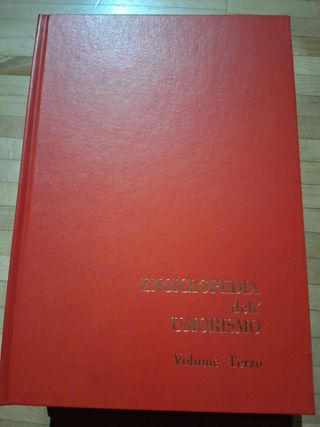 ENCICLOPEDIA
dell'
UMORISMO
Volume Terzo